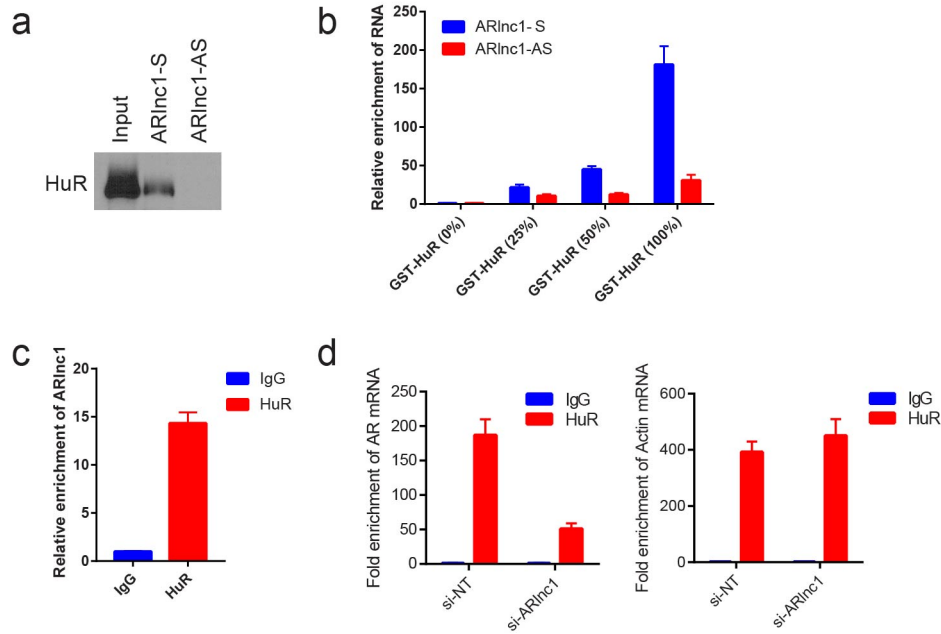 a
Input
ARlnc1-S
ARlnc1-AS
HuR
b
Relative enrichment of RNA
250
200
150
100
50
0
ARlnc1- S
ARlnc1-AS
GST-HuR (0%)
GST-HuR (25%)
GST-HuR (50%)
GST-HuR (100%)
c
Relative enrichment of ARlnc1
20
15
10
5
0
IgG
HuR
IgG
HuR
d
Fold enrichment of AR mRNA
250
200
150
100
50
0
IgG
HuR
si-NT
si-ARlnc1
Fold enrichment of Actin mRNA
600
400
200
0
IgG
HuR
si-NT
si-ARlnc1